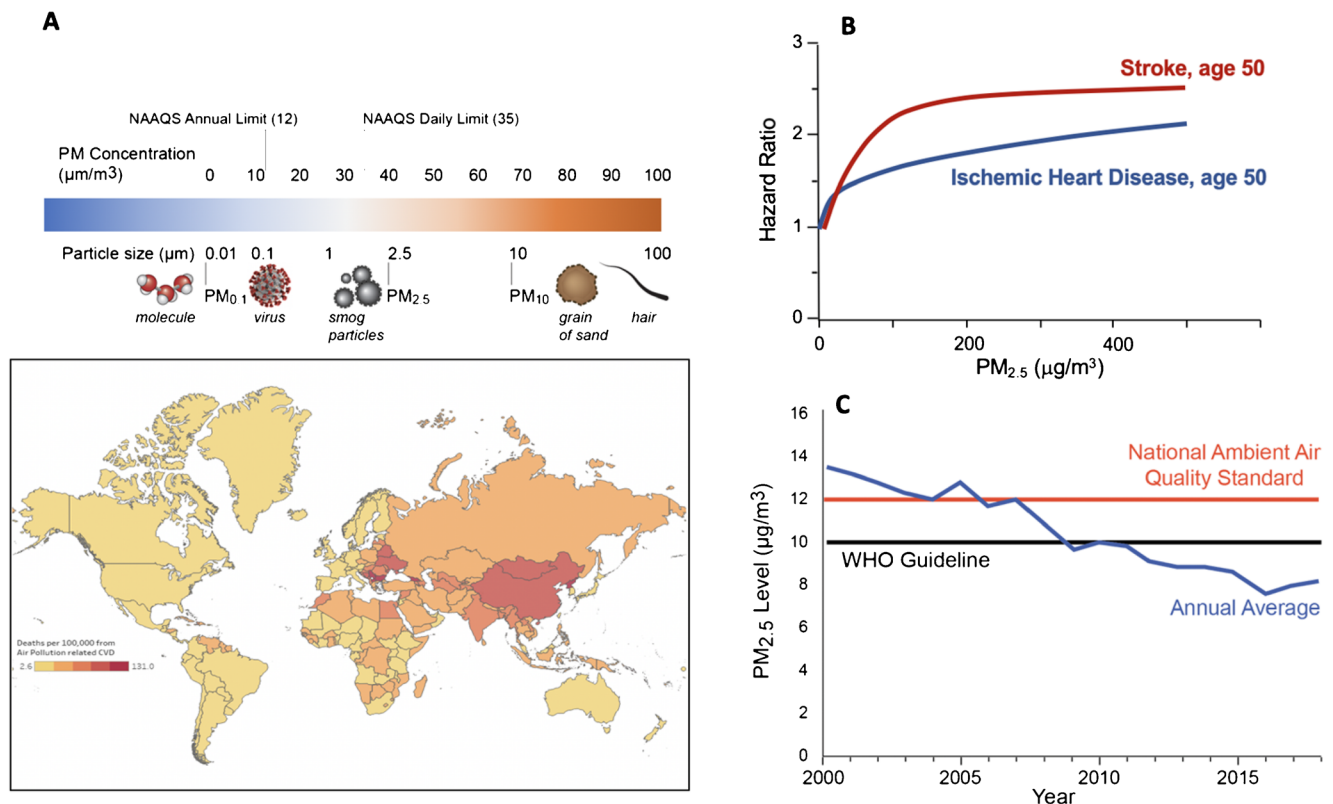 A
NAAQS Annual Limit (12) NAAQS Daily Limit (35)
PM Concentration
(µm/m³) 0 10 20 30 40 50 60 70 80 90 100
Particle size (µm) 0.01 0.1 1 2.5 10 100
PM0.1 PM2.5 PM10
molecule virus smog particles grain of sand hair
Deaths per 100,000 from
Air Pollution related CVD
2.6 131.0
B
3
Stroke, age 50
2
Ischemic Heart Disease, age 50
1
0
Hazard Ratio
0 200 400
PM2.5 (µg/m³)
C
16
14
12
10
8
6
4
2
0
PM2.5 Level (µg/m³)
National Ambient Air
Quality Standard
WHO Guideline
Annual Average
2000 2005 2010 2015
Year